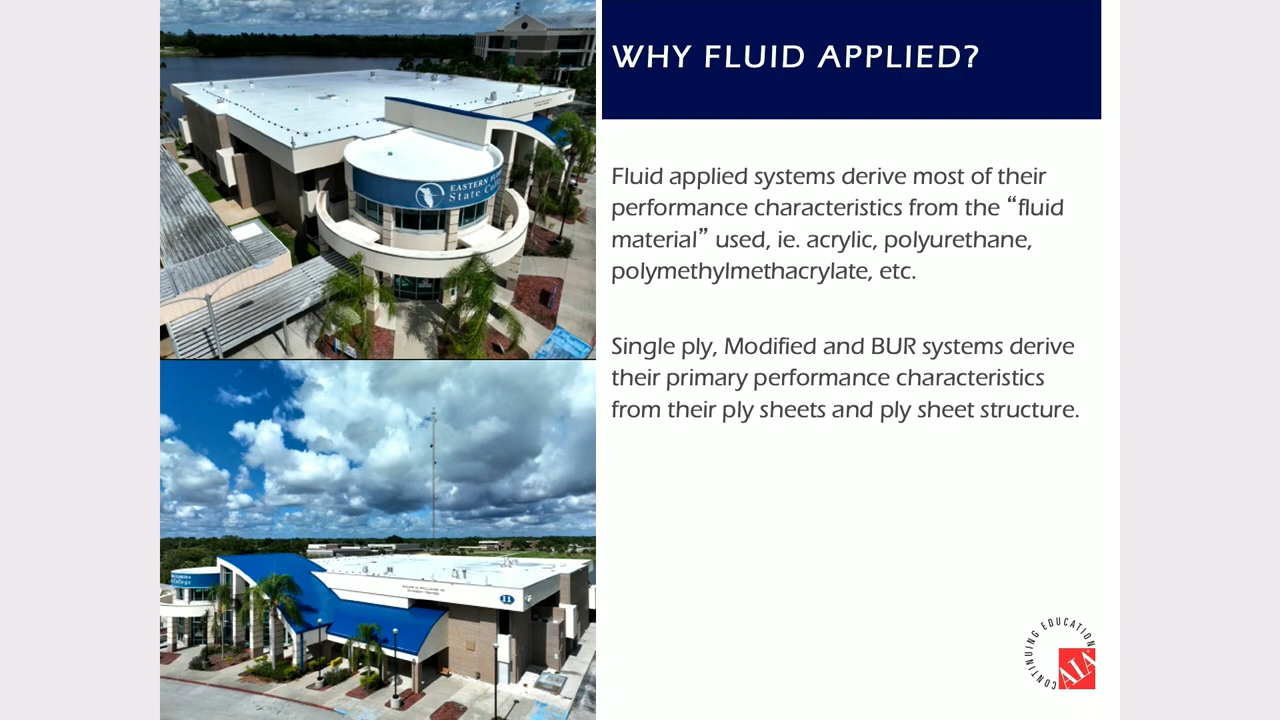 WHY FLUID APPLIED?
Fluid applied systems derive most of their
performance characteristics from the “fluid
material” used, ie. acrylic, polyurethane,
polymethylmethacrylate, etc.
Single ply, Modified and BUR systems derive
their primary performance characteristics
from their ply sheets and ply sheet structure.
EASTERN FLO
State Col
11
CONTINUING EDUCATION
AIA